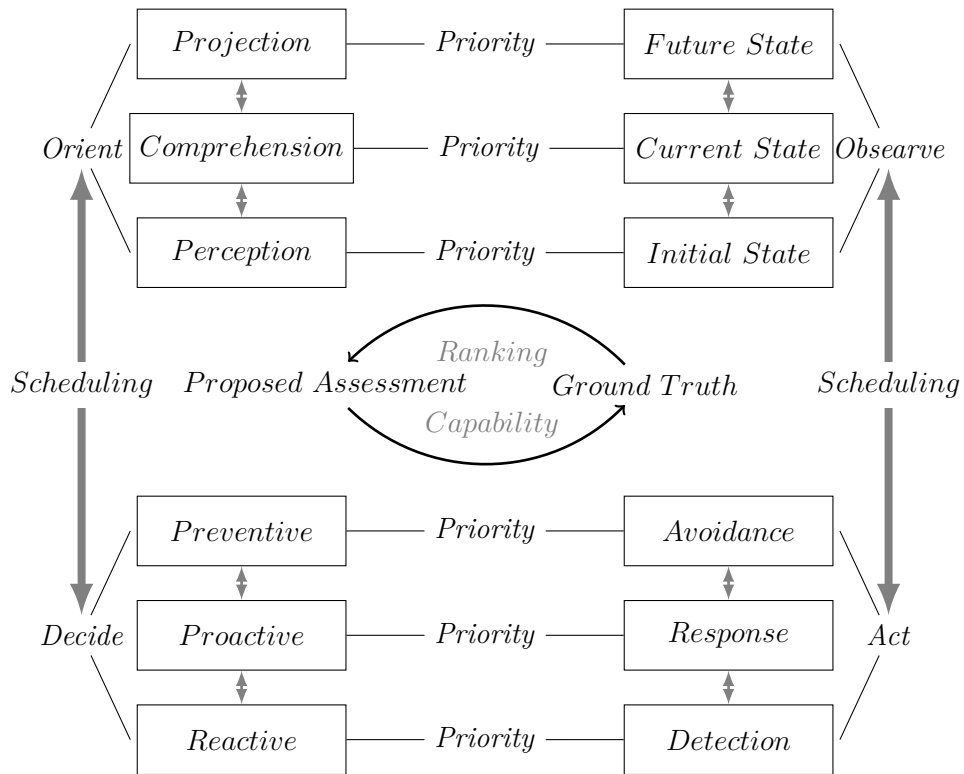 Projection Priority Future State
Orient Comprehension Priority Current State Obsearve
Perception Priority Initial State
Ranking
Scheduling Proposed Assessment Ground Truth Scheduling
Capability
Preventive Priority Avoidance
Decide Proactive Priority Response Act
Reactive Priority Detection